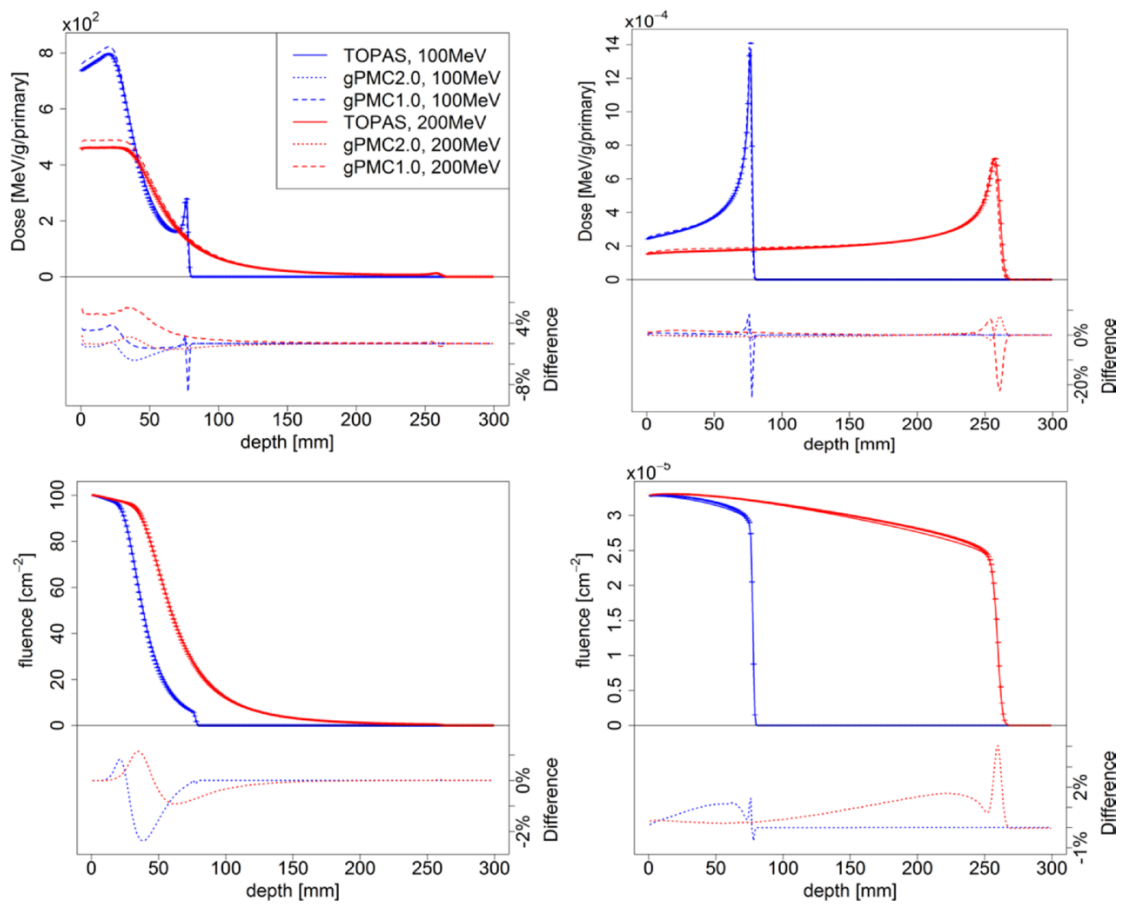 x10²
Dose [MeV/g/primary]
8
6
4
2
0
TOPAS, 100MeV
gPMC2.0, 100MeV
gPMC1.0, 100MeV
TOPAS, 200MeV
gPMC2.0, 200MeV
gPMC1.0, 200MeV
4%
-8%
Difference
0 50 100 150 200 250 300
depth [mm]
x10⁻⁴
Dose [MeV/g/primary]
14
12
10
8
6
4
2
0
0%
-20%
Difference
0 50 100 150 200 250 300
depth [mm]
fluence [cm⁻²]
100
80
60
40
20
0
0%
-2%
Difference
0 50 100 150 200 250 300
depth [mm]
x10⁻⁵
fluence [cm⁻²]
3
2.5
2
1.5
1
0.5
0
2%
-1%
Difference
0 50 100 150 200 250 300
depth [mm]